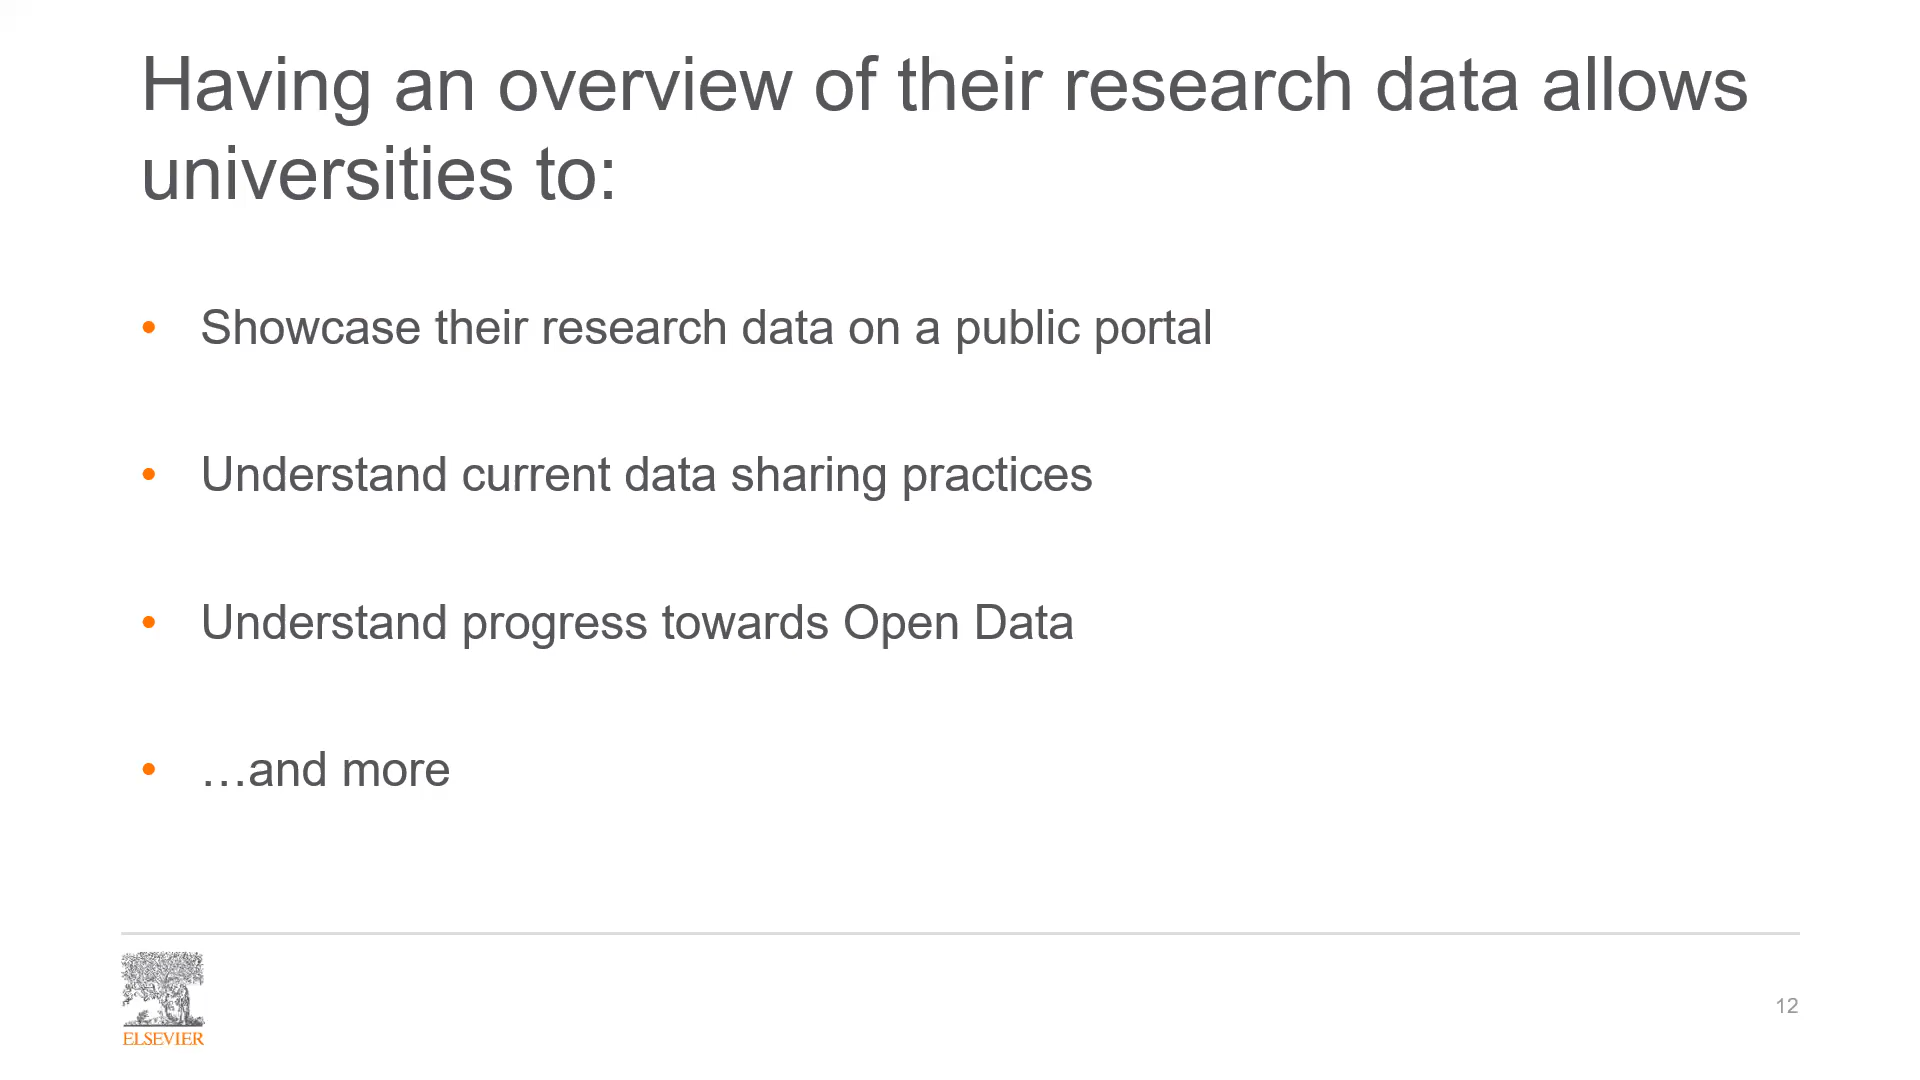 Having an overview of their research data allows
universities to:
• Showcase their research data on a public portal
• Understand current data sharing practices
• Understand progress towards Open Data
• …and more
ELSEVIER
12